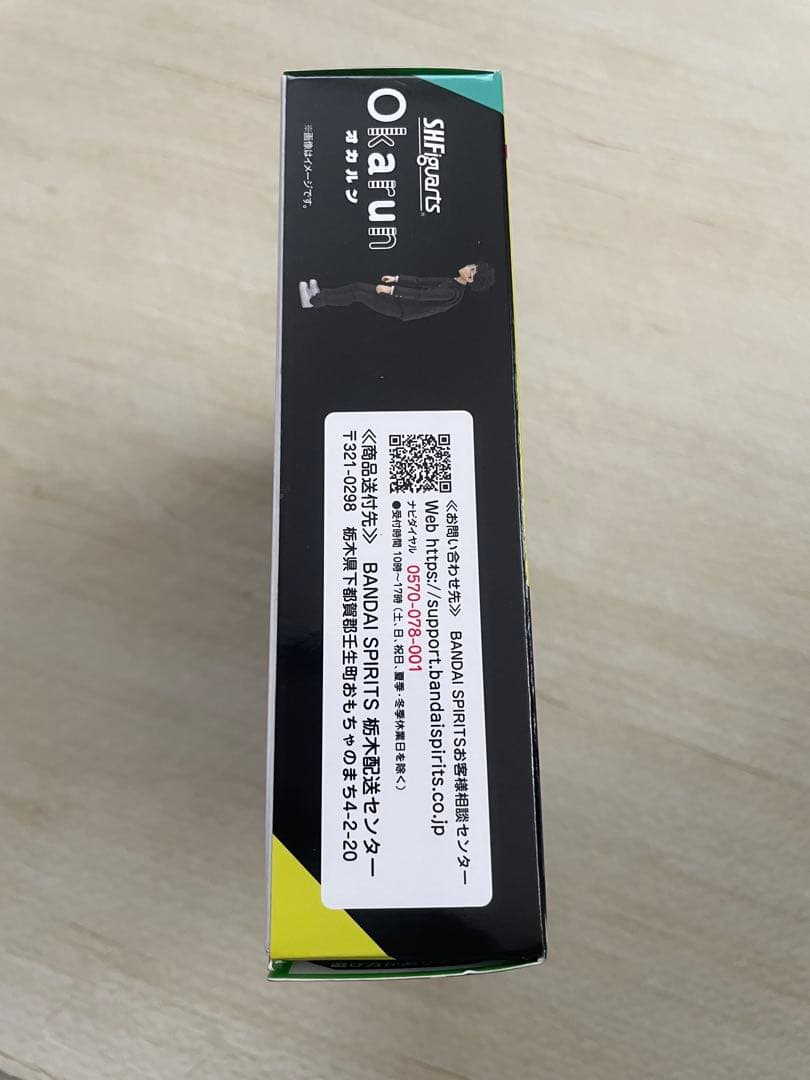 S.H.Figuarts
Okarun
オカルン
※画像はイメージです。
≪お問い合わせ先≫ BANDAI SPIRITSお客様相談センター
Web https://support.bandaispirits.co.jp
ナビダイヤル 0570-078-001
●受付時間 10時〜17時(土、日、祝日、夏季・冬季休業日を除く)
≪商品送付先≫ BANDAI SPIRITS 栃木配送センター
〒321-0298 栃木県下都賀郡壬生町おもちゃのまち4-2-20